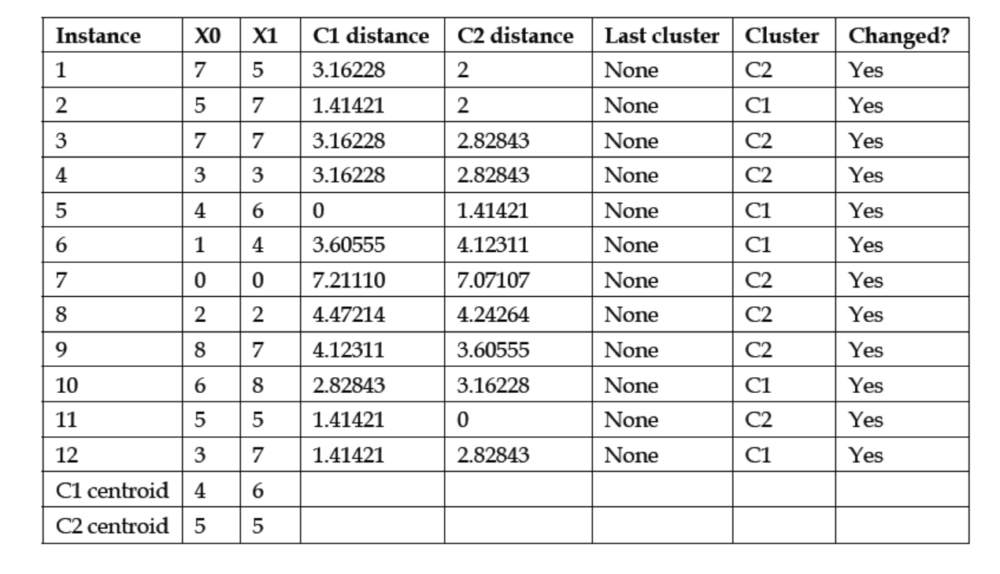 Instance X0 X1 C1 distance C2 distance Last cluster Cluster Changed?
1 7 5 3.16228 2 None C2 Yes
2 5 7 1.41421 2 None C1 Yes
3 7 7 3.16228 2.82843 None C2 Yes
4 3 3 3.16228 2.82843 None C2 Yes
5 4 6 0 1.41421 None C1 Yes
6 1 4 3.60555 4.12311 None C1 Yes
7 0 0 7.21110 7.07107 None C2 Yes
8 2 2 4.47214 4.24264 None C2 Yes
9 8 7 4.12311 3.60555 None C2 Yes
10 6 8 2.82843 3.16228 None C1 Yes
11 5 5 1.41421 0 None C2 Yes
12 3 7 1.41421 2.82843 None C1 Yes
C1 centroid 4 6
C2 centroid 5 5